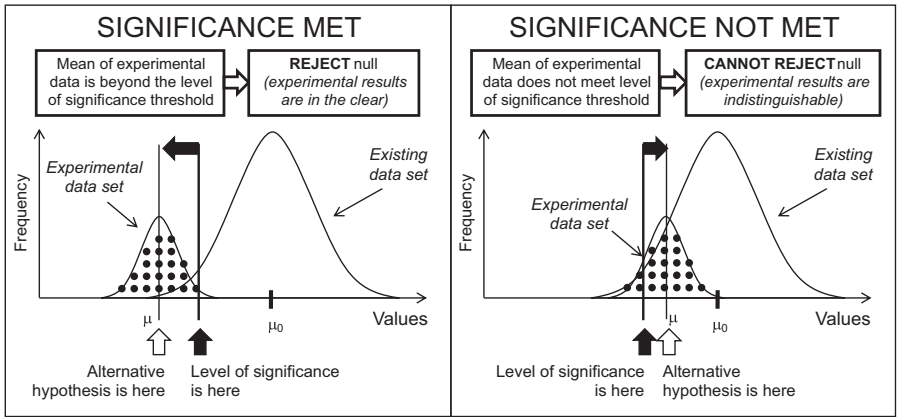 SIGNIFICANCE MET
Mean of experimental
data is beyond the level
of significance threshold
REJECT null
(experimental results
are in the clear)
Frequency
Experimental
data set
Existing
data set
μ
μ0
Values
Alternative
hypothesis is here
Level of significance
is here
SIGNIFICANCE NOT MET
Mean of experimental
data does not meet level
of significance threshold
CANNOT REJECT null
(experimental results are
indistinguishable)
Frequency
Experimental
data set
Existing
data set
μ
μ0
Values
Level of significance
is here
Alternative
hypothesis is here